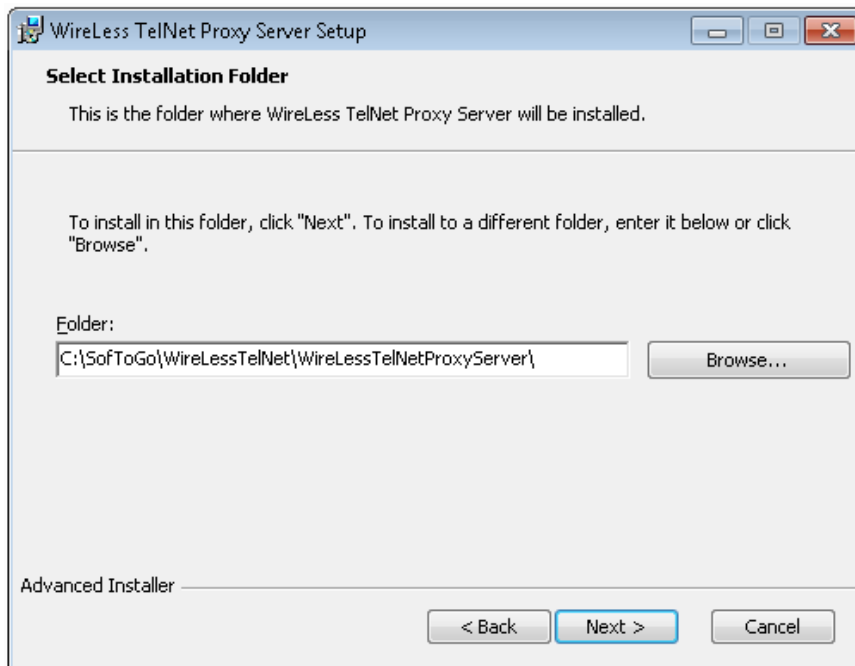 WireLess TelNet Proxy Server Setup
Select Installation Folder
This is the folder where WireLess TelNet Proxy Server will be installed.
To install in this folder, click "Next". To install to a different folder, enter it below or click
"Browse".
Folder:
C:\SofToGo\WireLessTelNet\WireLessTelNetProxyServer\
Browse...
Advanced Installer
< Back
Next >
Cancel